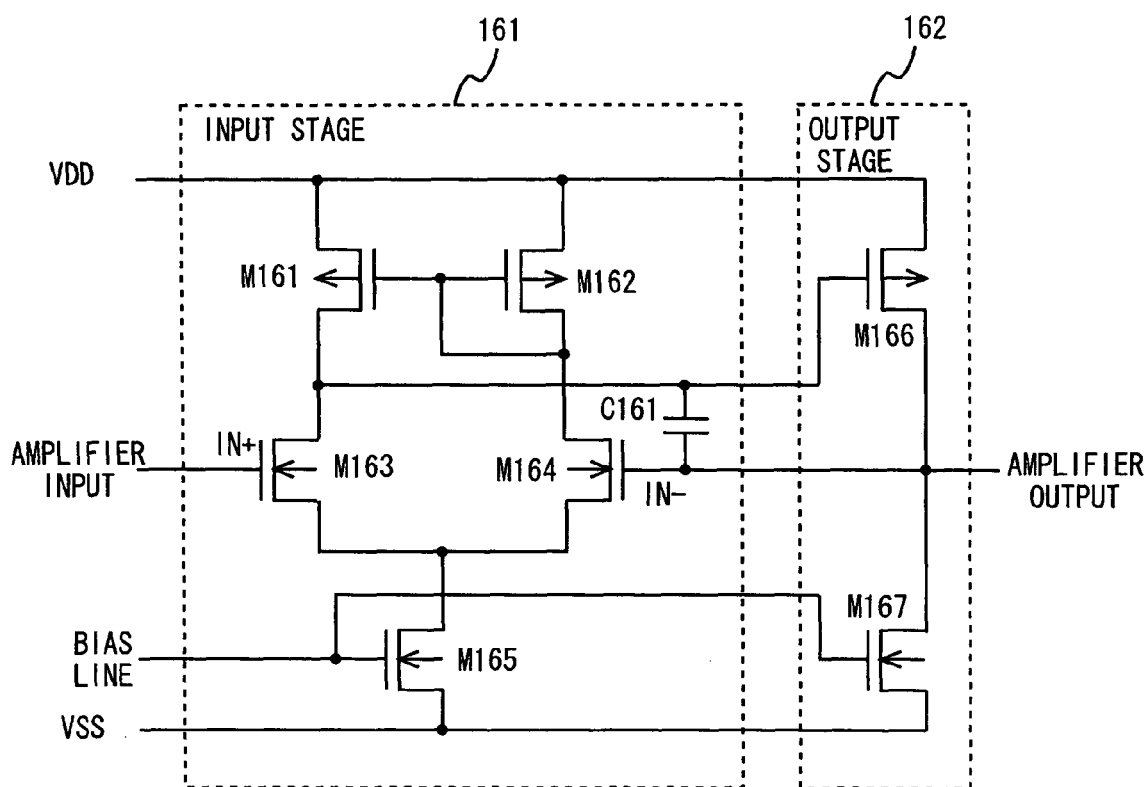 161
162
INPUT STAGE
OUTPUT
STAGE
VDD
M161
M162
M166
C161
IN+
AMPLIFIER
INPUT
M163
M164
IN-
AMPLIFIER
OUTPUT
M167
BIAS
LINE
M165
VSS